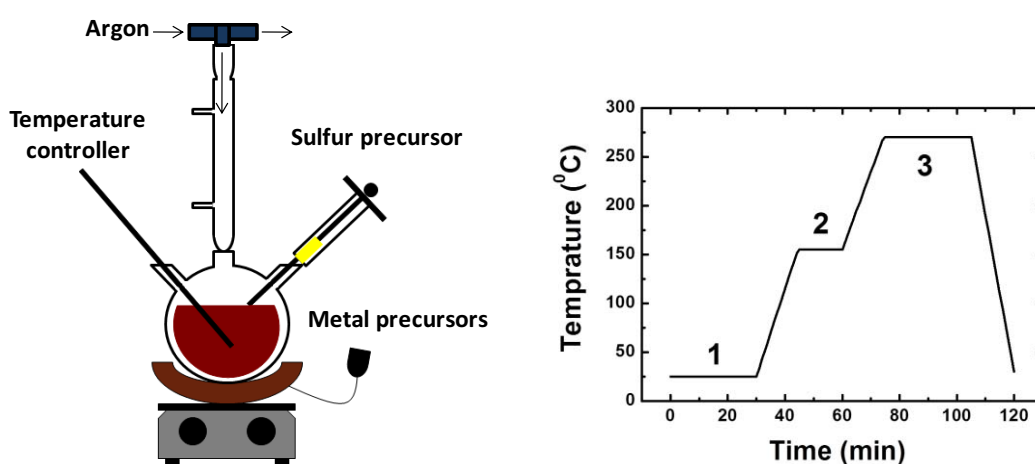 Argon
Temperature
controller
Sulfur precursor
Metal precursors
300
250
200
150
100
50
0
0 20 40 60 80 100 120
1
2
3
Temprature (⁰C)
Time (min)